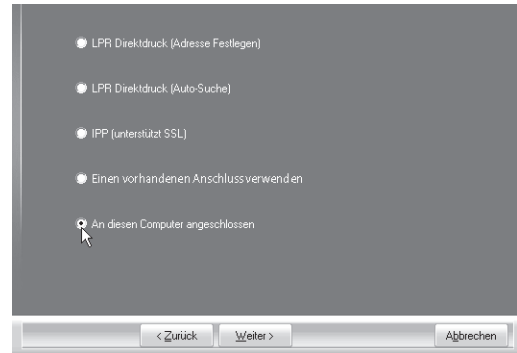 LPR Direktdruck (Adresse Festlegen)
LPR Direktdruck (Auto-Suche)
IPP (unterstützt SSL)
Einen vorhandenen Anschluss verwenden
An diesen Computer angeschlossen
< Zurück Weiter > Abbrechen